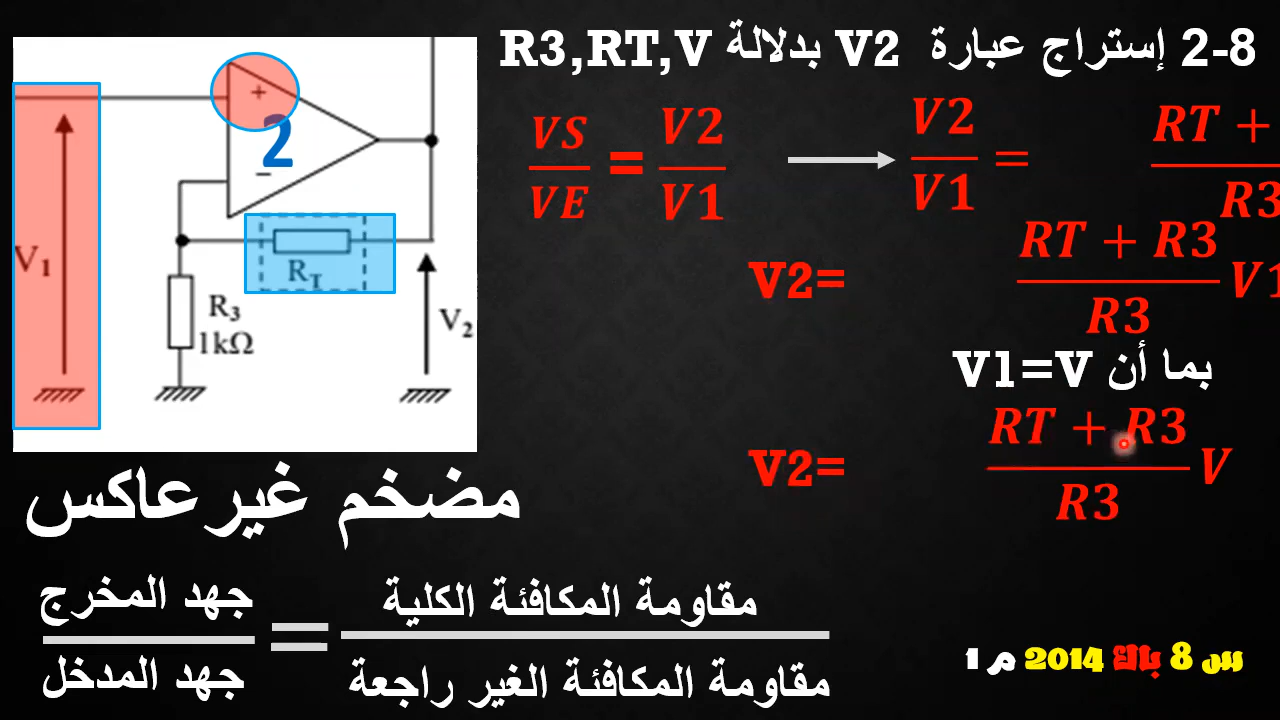 2-8 إستراج عبارة V2 بدلالة R3,RT,V
VS/VE = V2/V1
V2/V1 = RT + / R3
V2= RT + R3 / R3 V1
بما أن V1=V
V2= RT + R3 / R3 V
+
2
−
V1
RT
R3
1kΩ
V2
مضخم غير عاكس
جهد المخرج / جهد المدخل = مقاومة المكافئة الكلية / مقاومة المكافئة الغير راجعة
س 8 باك 2014 م 1